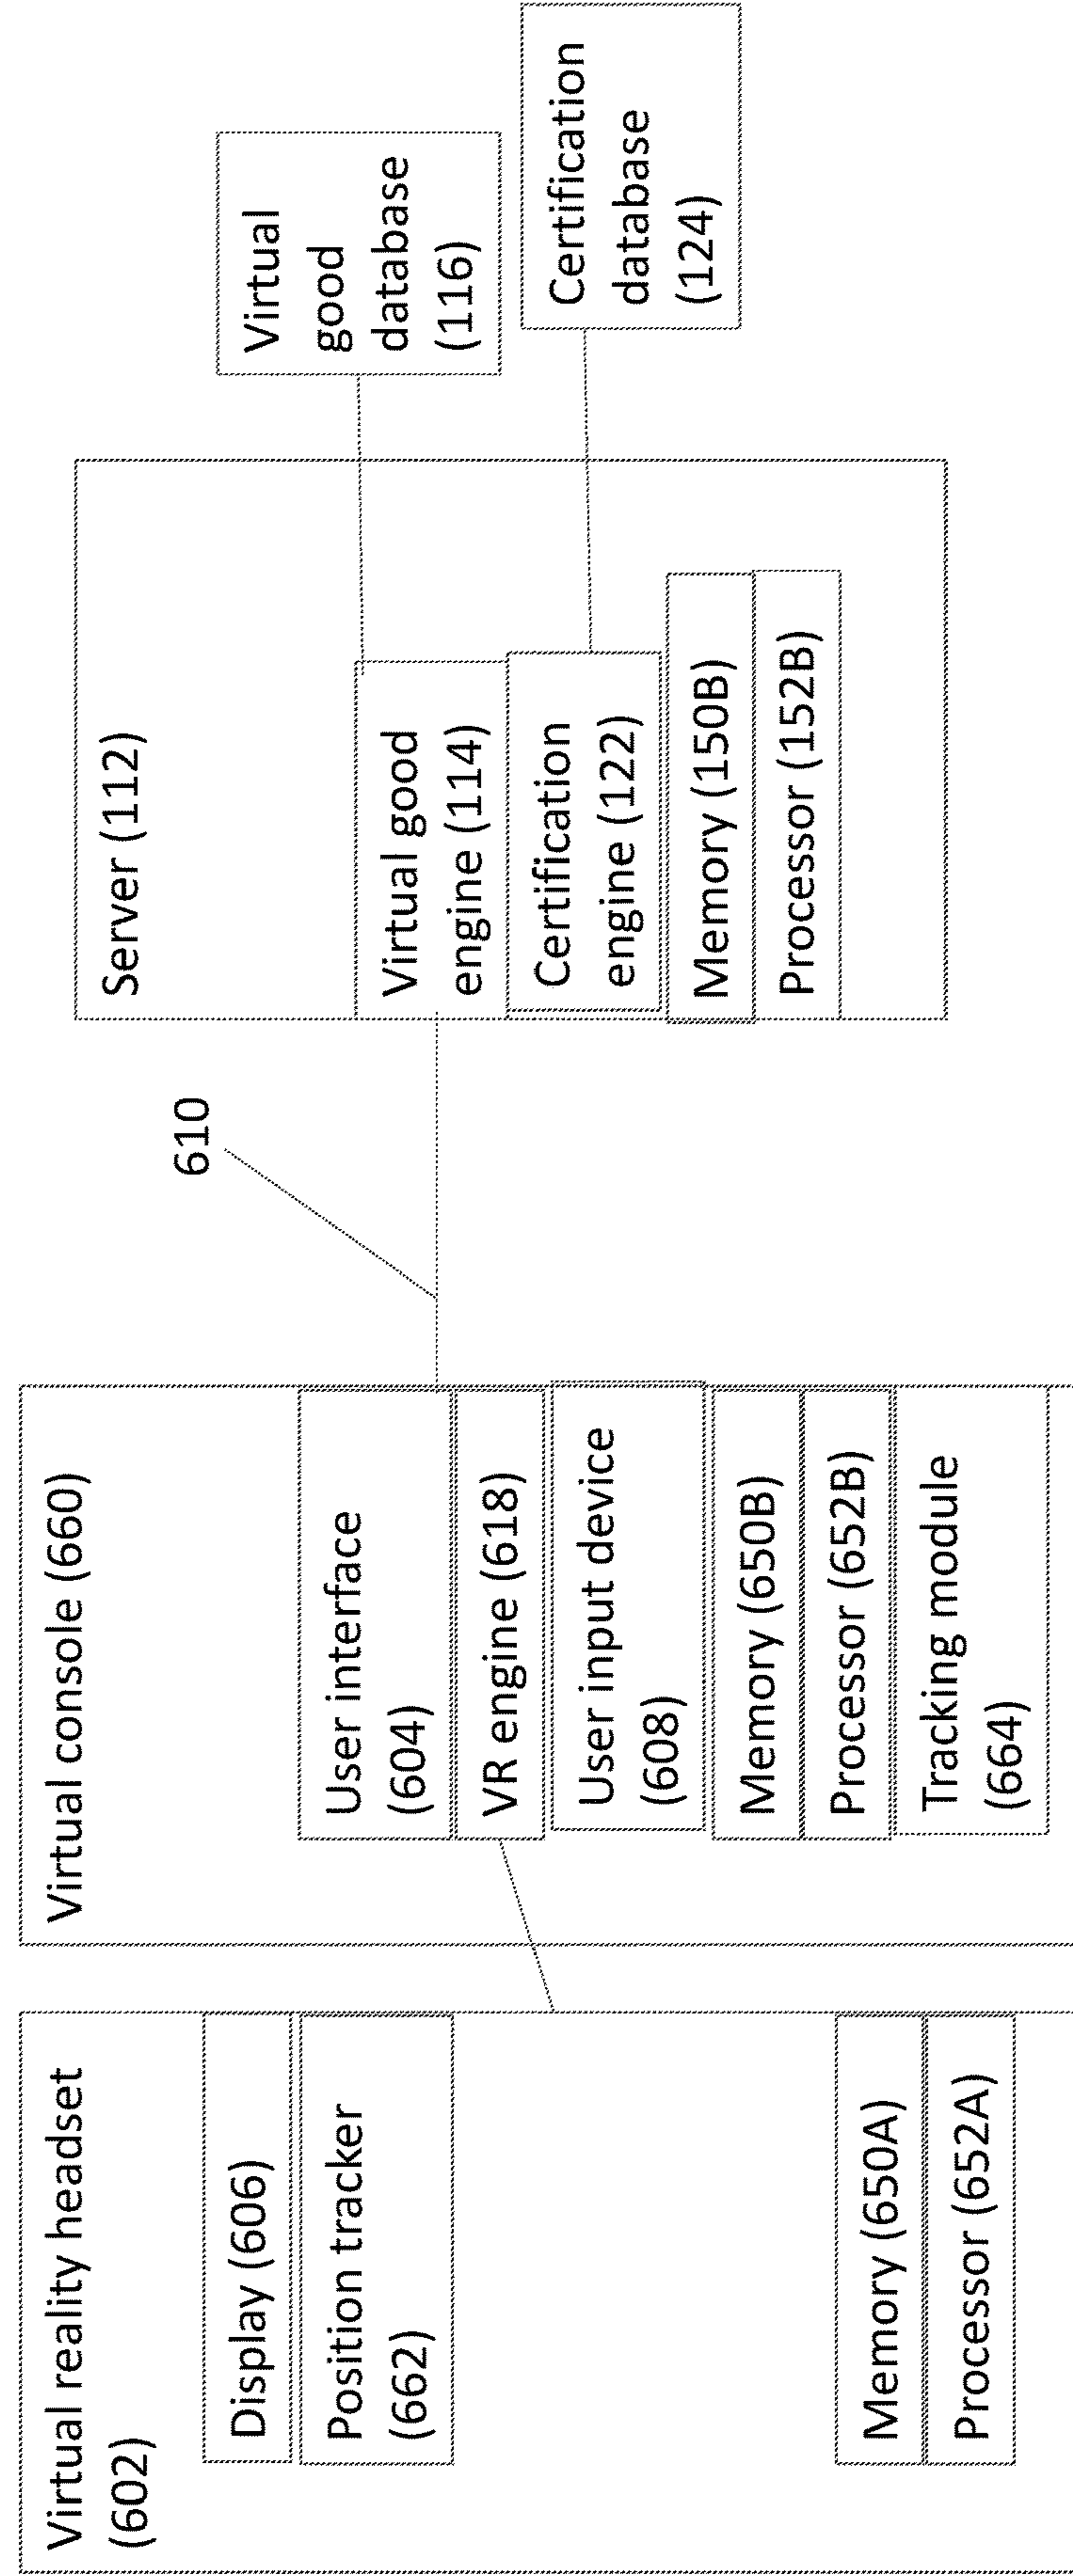 Virtual reality headset
(602)
Display (606)
Position tracker
(662)
Memory (650A)
Processor (652A)
Virtual console (660)
User interface
(604)
VR engine (618)
User input device
(608)
Memory (650B)
Processor (652B)
Tracking module
(664)
610
Server (112)
Virtual good
engine (114)
Certification
engine (122)
Memory (150B)
Processor (152B)
Virtual
good
database
(116)
Certification
database
(124)